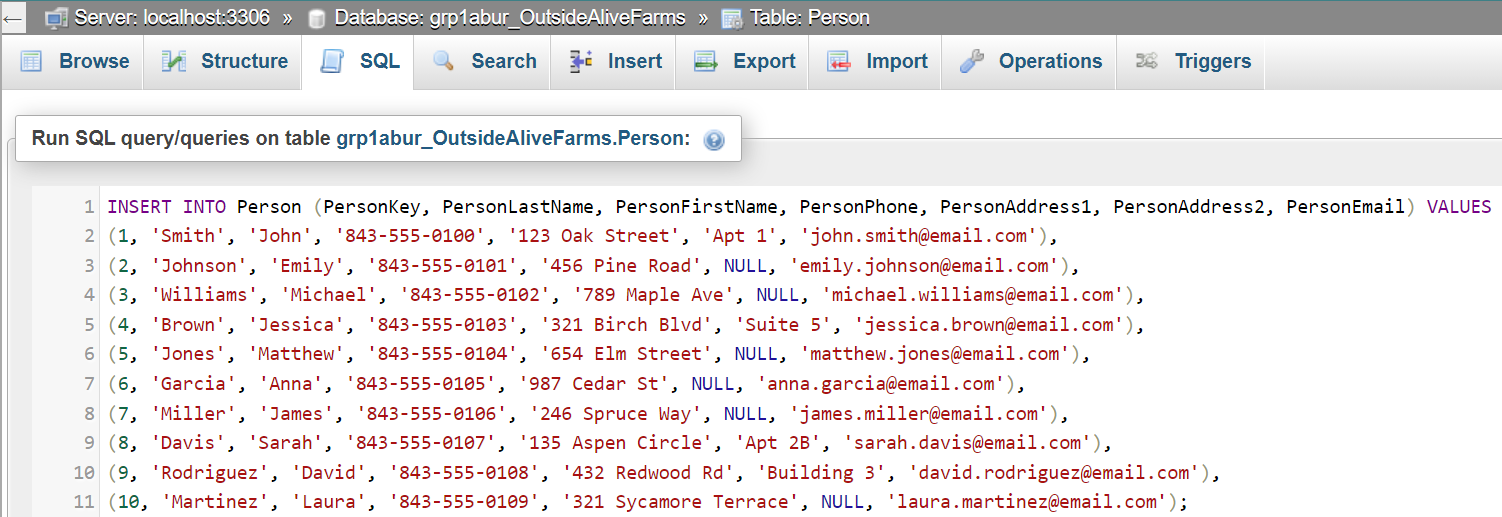 Server: localhost:3306 » Database: grp1abur_OutsideAliveFarms » Table: Person
Browse Structure SQL Search Insert Export Import Operations Triggers
Run SQL query/queries on table grp1abur_OutsideAliveFarms.Person:
1 INSERT INTO Person (PersonKey, PersonLastName, PersonFirstName, PersonPhone, PersonAddress1, PersonAddress2, PersonEmail) VALUES
2 (1, 'Smith', 'John', '843-555-0100', '123 Oak Street', 'Apt 1', 'john.smith@email.com'),
3 (2, 'Johnson', 'Emily', '843-555-0101', '456 Pine Road', NULL, 'emily.johnson@email.com'),
4 (3, 'Williams', 'Michael', '843-555-0102', '789 Maple Ave', NULL, 'michael.williams@email.com'),
5 (4, 'Brown', 'Jessica', '843-555-0103', '321 Birch Blvd', 'Suite 5', 'jessica.brown@email.com'),
6 (5, 'Jones', 'Matthew', '843-555-0104', '654 Elm Street', NULL, 'matthew.jones@email.com'),
7 (6, 'Garcia', 'Anna', '843-555-0105', '987 Cedar St', NULL, 'anna.garcia@email.com'),
8 (7, 'Miller', 'James', '843-555-0106', '246 Spruce Way', NULL, 'james.miller@email.com'),
9 (8, 'Davis', 'Sarah', '843-555-0107', '135 Aspen Circle', 'Apt 2B', 'sarah.davis@email.com'),
10 (9, 'Rodriguez', 'David', '843-555-0108', '432 Redwood Rd', 'Building 3', 'david.rodriguez@email.com'),
11 (10, 'Martinez', 'Laura', '843-555-0109', '321 Sycamore Terrace', NULL, 'laura.martinez@email.com');